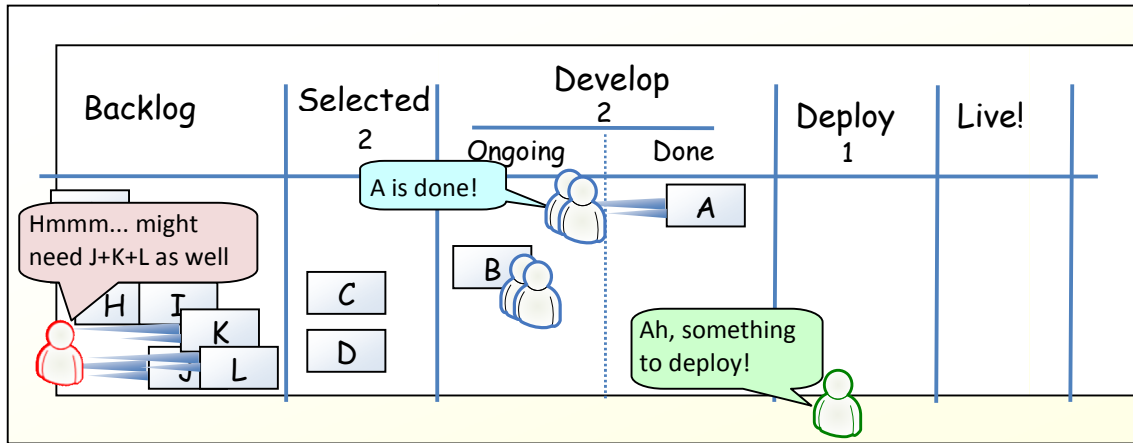 Backlog
Selected
2
Develop
2
Ongoing
Done
Deploy
1
Live!
A is done!
A
Hmmm... might
need J+K+L as well
B
H
I
C
K
D
J
L
Ah, something
to deploy!